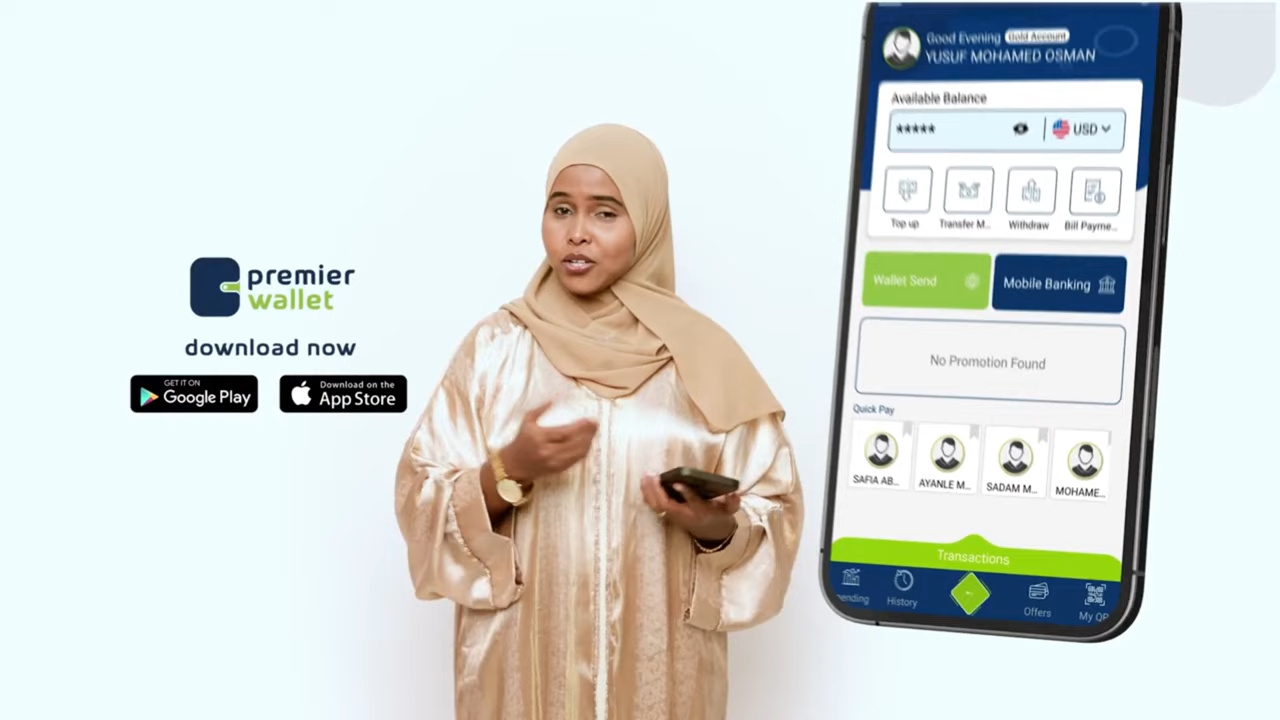 premier
wallet
download now
GET IT ON
Google Play
Download on the
App Store
Good Evening Gold Account
YUSUF MOHAMED OSMAN
Available Balance
***** USD
Top up Transfer M... Withdraw Bill Payme...
Wallet Send Mobile Banking
No Promotion Found
Quick Pay
SAFIA AB... AYANLE M... SADAM M... MOHAME...
Transactions
History Offers My QR